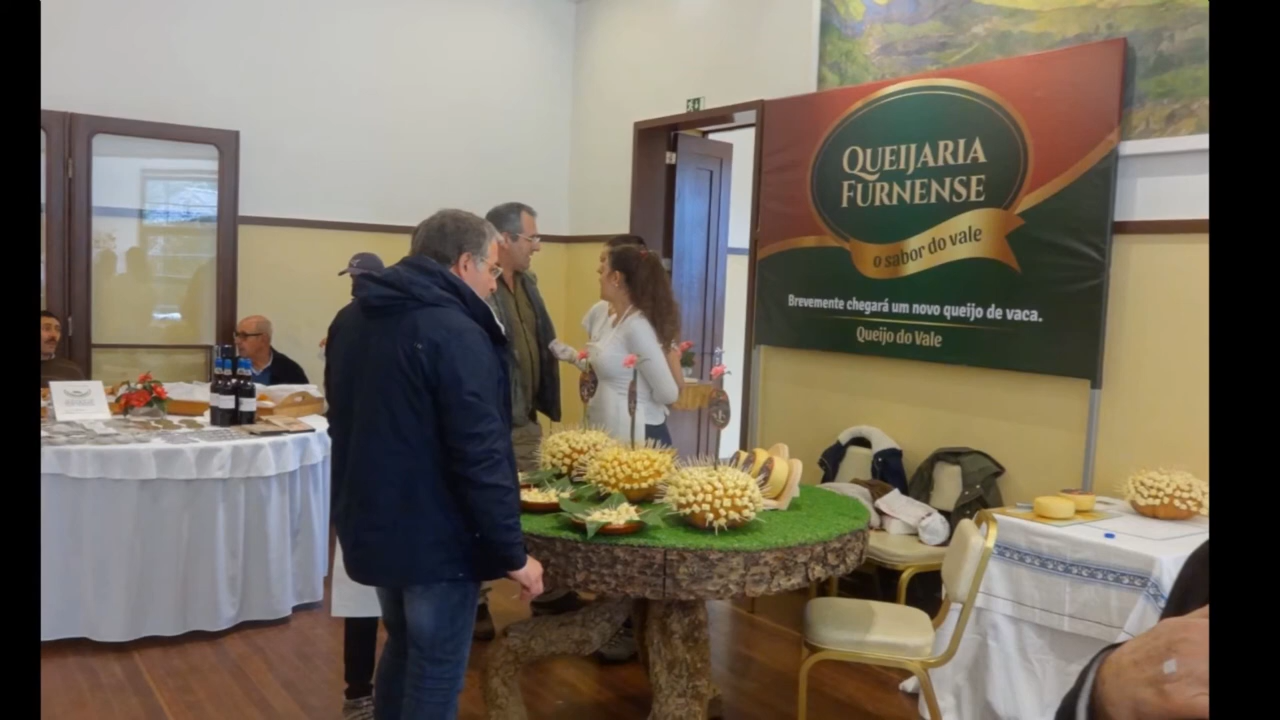 QUEIJARIA
FURNENSE
o sabor do vale
Brevemente chegará um novo queijo de vaca.
Queijo do Vale